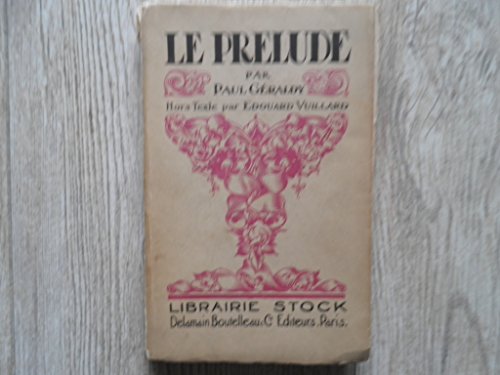 LE PRELUDE
PAR
PAUL GÉRALDY
Hors Texte par EDOUARD VUILLARD
LIBRAIRIE STOCK
Delamain Boutelleau & Cie Editeurs. Paris.